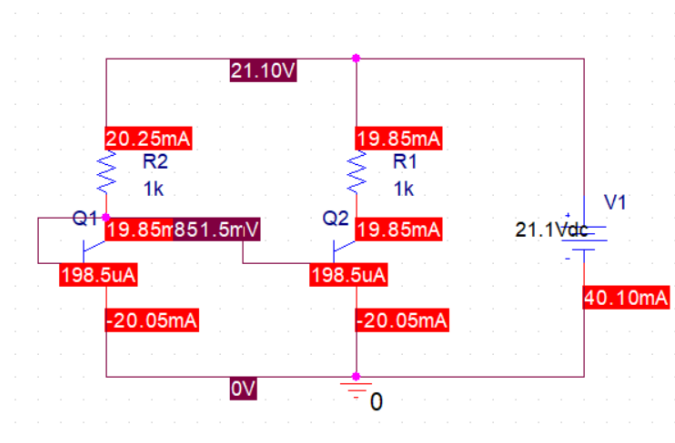 21.10V
20.25mA
19.85mA
R2
R1
1k
1k
V1
Q1
Q2
19.85m
851.5mV
19.85mA
21.1Vdc
+
-
198.5uA
198.5uA
40.10mA
-20.05mA
-20.05mA
0V
0